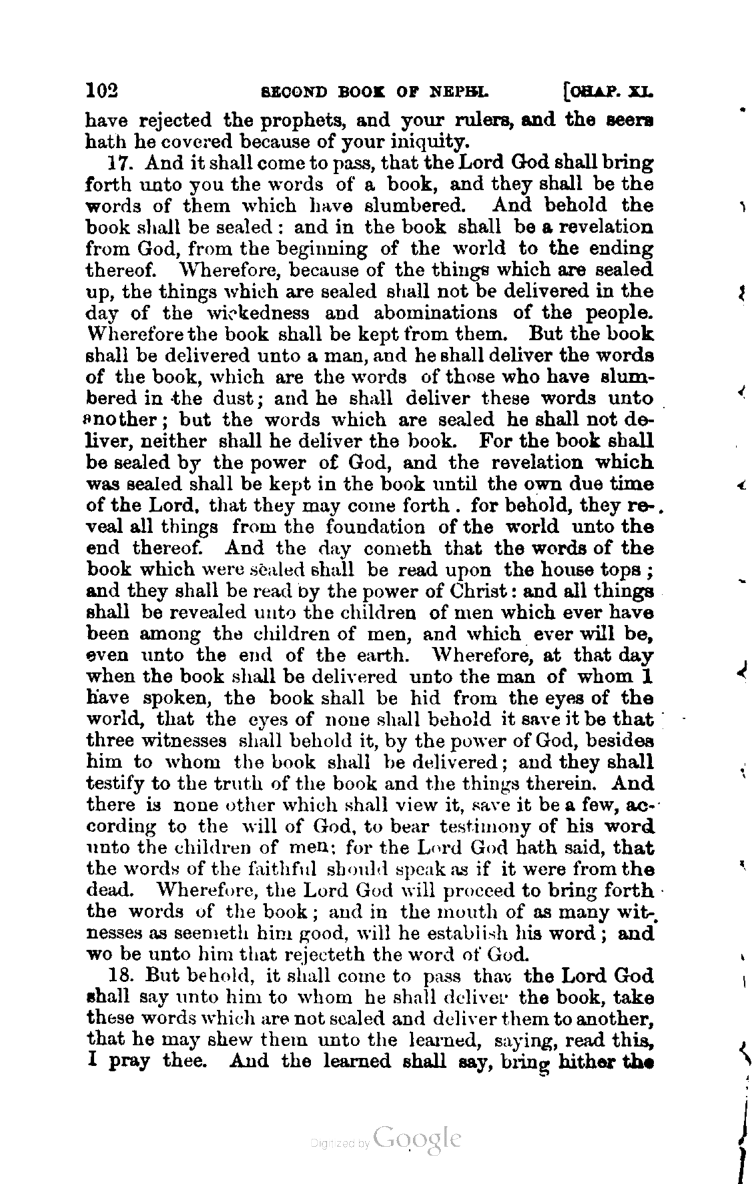 102 SECOND BOOK OF NEPHI. [CHAP. XI.
have rejected the prophets, and your rulers, and the seers
hath he covered because of your iniquity.
17. And it shall come to pass, that the Lord God shall bring
forth unto you the words of a book, and they shall be the
words of them which have slumbered. And behold the
book shall be sealed: and in the book shall be a revelation
from God, from the beginning of the world to the ending
thereof. Wherefore, because of the things which are sealed
up, the things which are sealed shall not be delivered in the
day of the wickedness and abominations of the people.
Wherefore the book shall be kept from them. But the book
shall be delivered unto a man, and he shall deliver the words
of the book, which are the words of those who have slum-
bered in the dust; and he shall deliver these words unto
another; but the words which are sealed he shall not de-
liver, neither shall he deliver the book. For the book shall
be sealed by the power of God, and the revelation which
was sealed shall be kept in the book until the own due time
of the Lord, that they may come forth. for behold, they re-
veal all things from the foundation of the world unto the
end thereof. And the day cometh that the words of the
book which were sealed shall be read upon the house tops;
and they shall be read by the power of Christ: and all things
shall be revealed unto the children of men which ever have
been among the children of men, and which ever will be,
even unto the end of the earth. Wherefore, at that day
when the book shall be delivered unto the man of whom I
have spoken, the book shall be hid from the eyes of the
world, that the eyes of none shall behold it save it be that
three witnesses shall behold it, by the power of God, besides
him to whom the book shall be delivered; and they shall
testify to the truth of the book and the things therein. And
there is none other which shall view it, save it be a few, ac-
cording to the will of God, to bear testimony of his word
unto the children of men; for the Lord God hath said, that
the words of the faithful should speak as if it were from the
dead. Wherefore, the Lord God will proceed to bring forth
the words of the book; and in the mouth of as many wit-
nesses as seemeth him good, will he establish his word; and
wo be unto him that rejecteth the word of God.
18. But behold, it shall come to pass that the Lord God
shall say unto him to whom he shall deliver the book, take
these words which are not sealed and deliver them to another,
that he may shew them unto the learned, saying, read this,
I pray thee. And the learned shall say, bring hither the
Digitized by Google